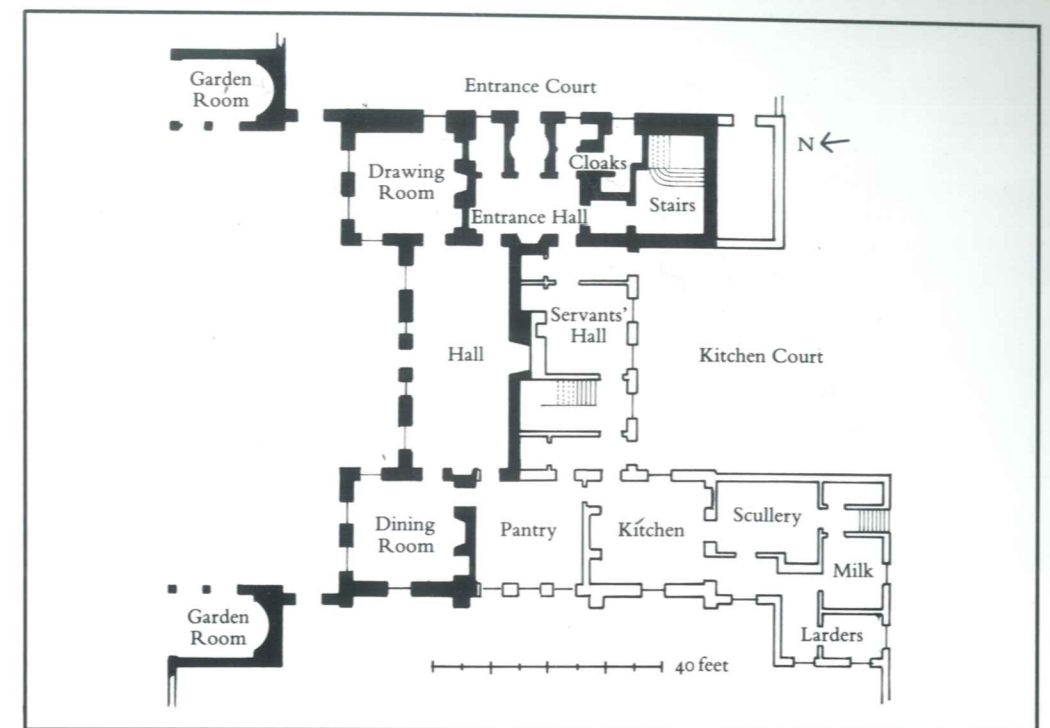 Entrance Court
Garden
Room
N
Cloaks
Drawing
Room
Stairs
Entrance Hall
Servants'
Hall
Hall
Kitchen Court
Dining
Room
Pantry
Kitchen
Scullery
Milk
Garden
Room
Larders
40 feet